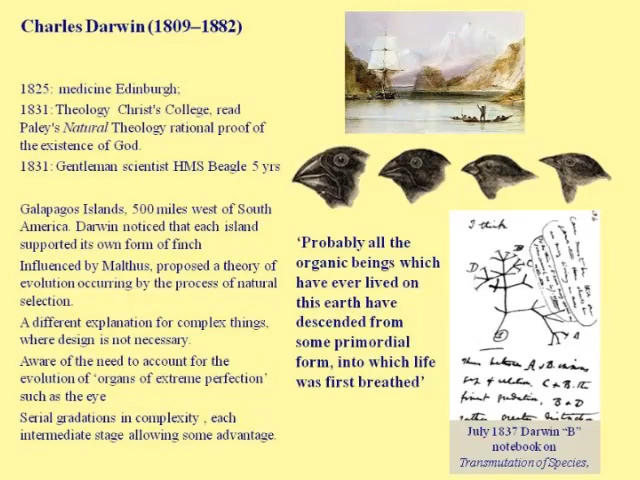 Charles Darwin (1809–1882)
1825: medicine Edinburgh;
1831: Theology Christ's College, read
Paley's Natural Theology rational proof of
the existence of God.
1831: Gentleman scientist HMS Beagle 5 yrs
Galapagos Islands, 500 miles west of South
America. Darwin noticed that each island
supported its own form of finch
Influenced by Malthus, proposed a theory of
evolution occurring by the process of natural
selection.
A different explanation for complex things,
where design is not necessary.
Aware of the need to account for the
evolution of ‘organs of extreme perfection’
such as the eye
Serial gradations in complexity , each
intermediate stage allowing some advantage.
‘Probably all the
organic beings which
have ever lived on
this earth have
descended from
some primordial
form, into which life
was first breathed’
I think
D
B
A
Thus between A & B.
C & B. the
B & D
July 1837 Darwin “B”
notebook on
Transmutation of Species,